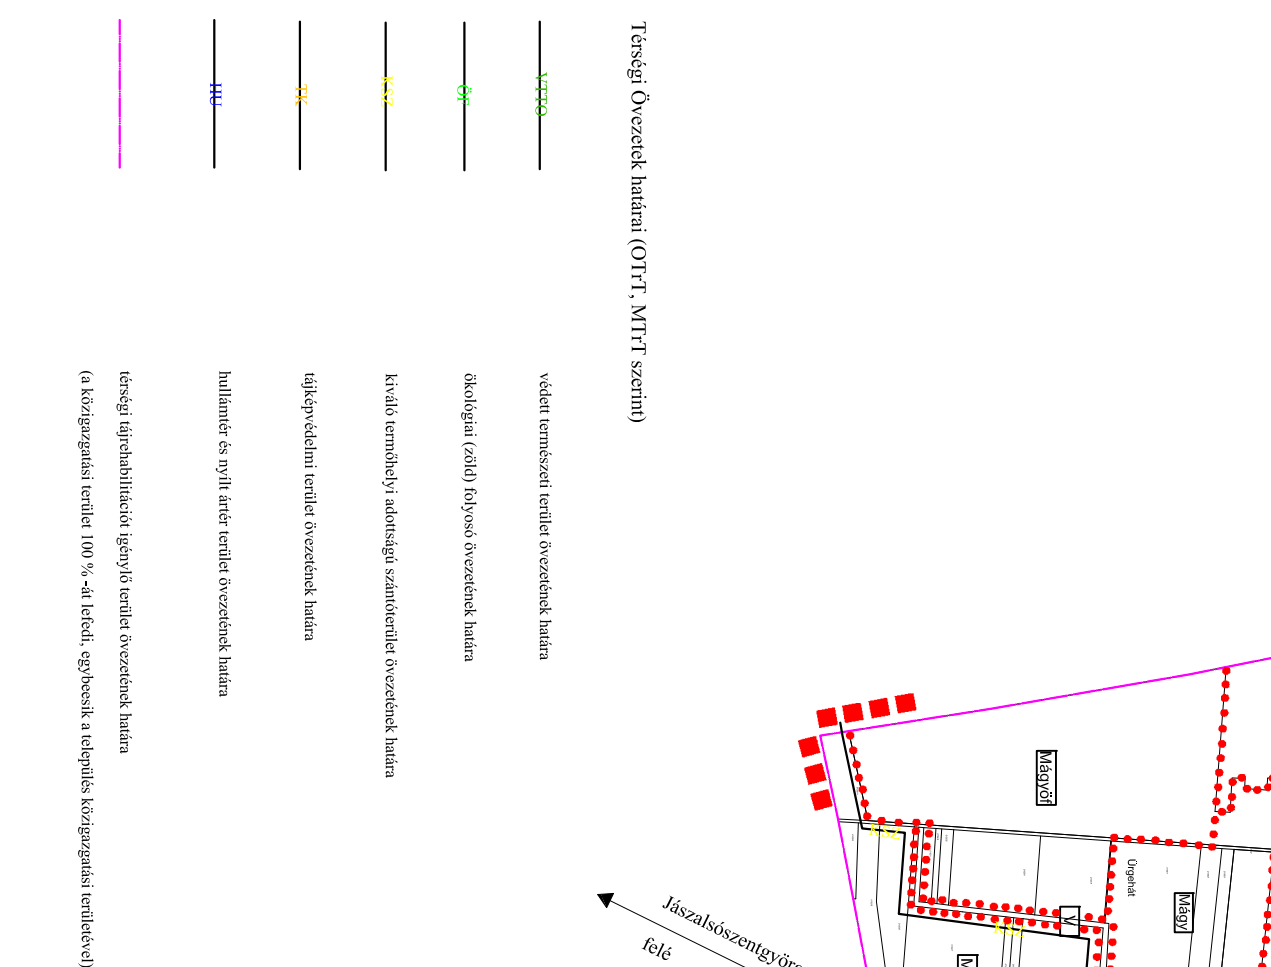 Térségi Övezetek határai (OTrT, MTrT szerint)
VTTO
védett természeti terület övezetének határa
ÖF
ökológiai (zöld) folyosó övezetének határa
KSZ
kiváló termőhelyi adottságú szántóterület övezetének határa
TK
tájképvédelmi terület övezetének határa
HU
hullámtér és nyílt ártér terület övezetének határa
térségi tájrehabilitációt igénylő terület övezetének határa
(a közigazgatási terület 100 % -át lefedi, egybeesik a település közigazgatási területével)
Mágyöf
KSZ
Ürgehát
Mágy
V
KSZ
felé